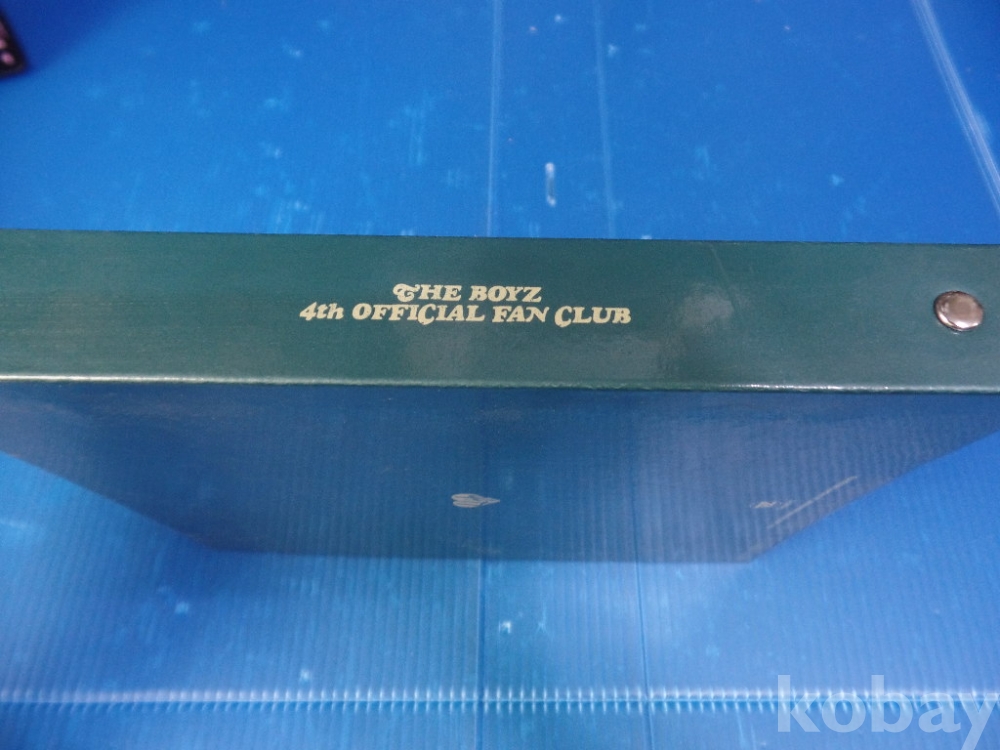 THE BOYZ
4th OFFICIAL FAN CLUB
kobay